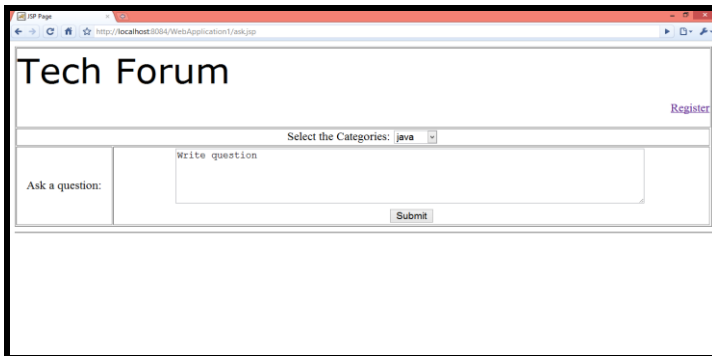 JSP Page
http://localhost:8084/WebApplication1/ask.jsp
Tech Forum
Register
Select the Categories: java
Write question
Ask a question:
Submit